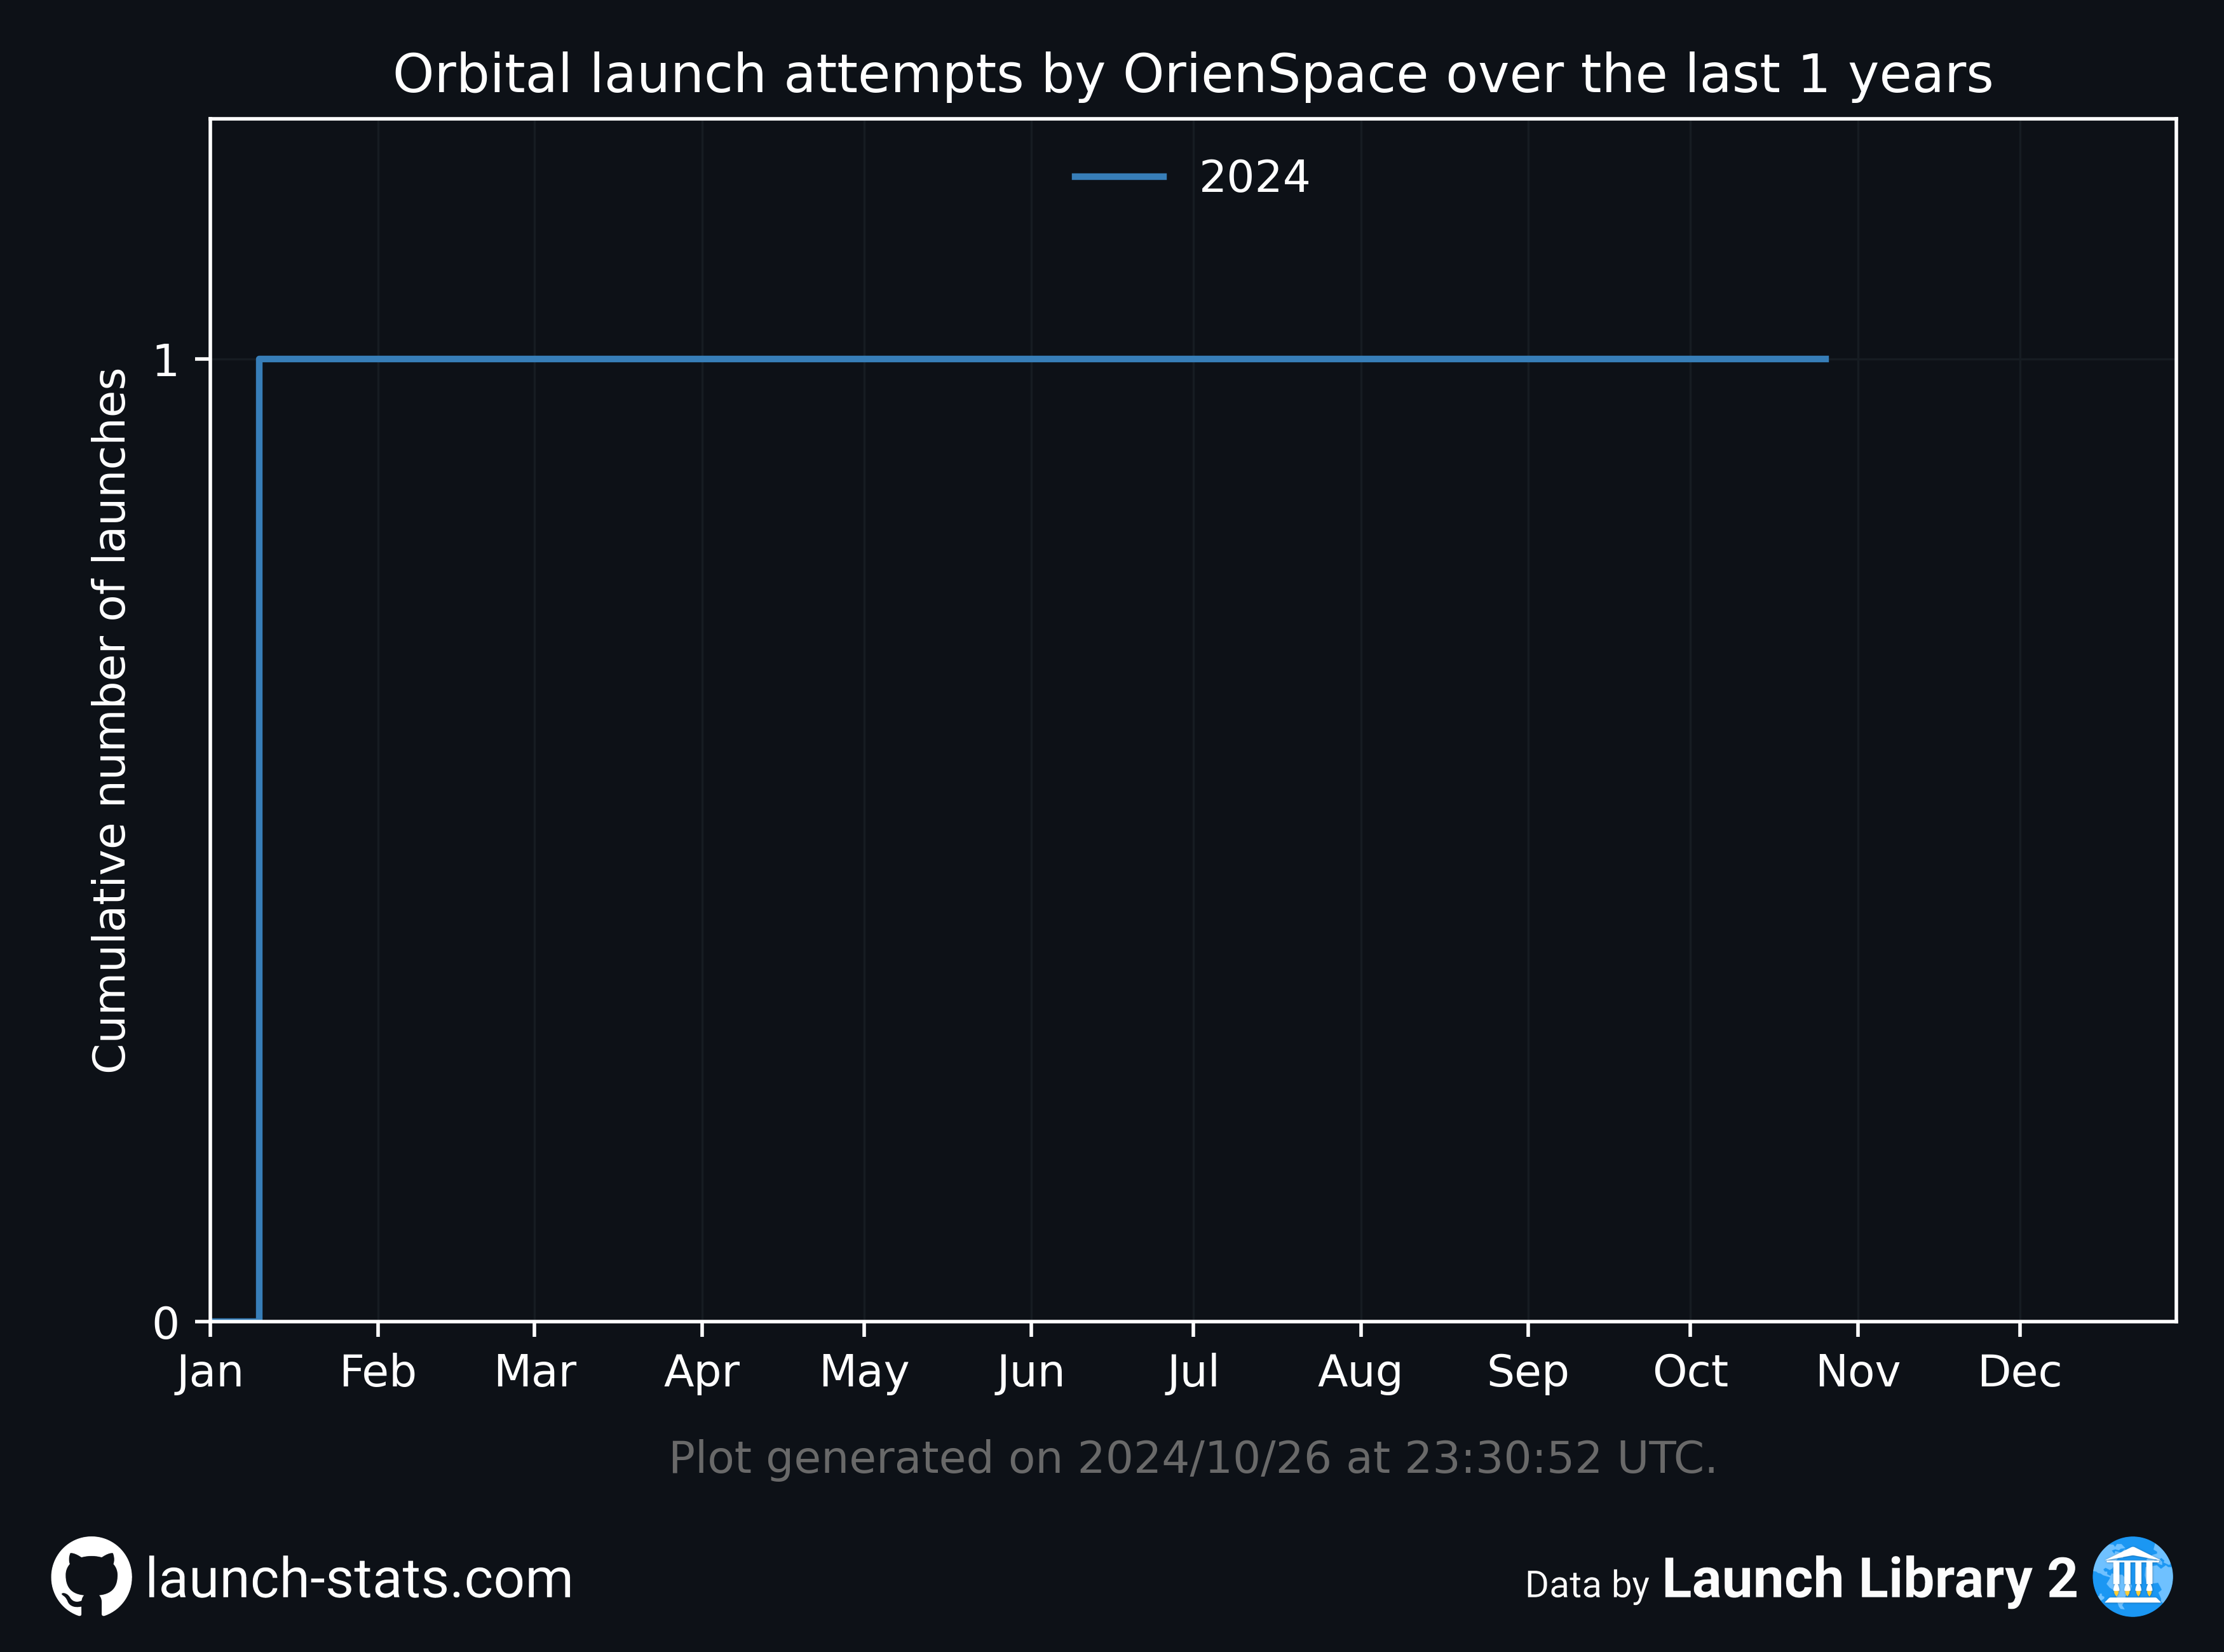 Orbital launch attempts by OrienSpace over the last 1 years
2024
Cumulative number of launches
1
0
Jan Feb Mar Apr May Jun Jul Aug Sep Oct Nov Dec
Plot generated on 2024/10/26 at 23:30:52 UTC.
launch-stats.com
Data by Launch Library 2